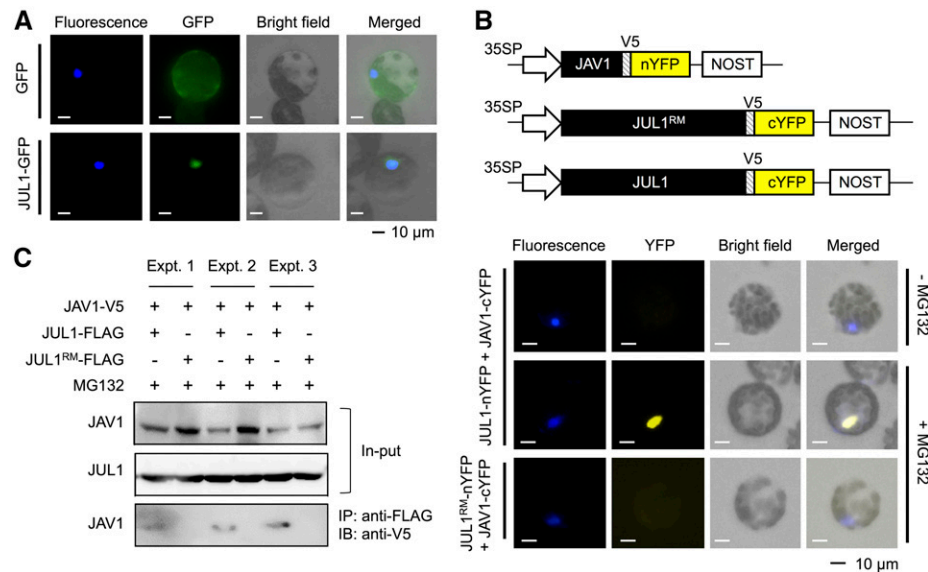 A
Fluorescence GFP Bright field Merged
GFP
JUL1-GFP
10 µm
B
35SP JAV1 V5 nYFP NOST
35SP JUL1RM V5 cYFP NOST
35SP JUL1 V5 cYFP NOST
Fluorescence YFP Bright field Merged
JUL1-nYFP + JAV1-cYFP
JUL1RM-nYFP
+ JAV1-cYFP
- MG132
+ MG132
10 µm
C
Expt. 1 Expt. 2 Expt. 3
JAV1-V5 + + + + + +
JUL1-FLAG + - + - + -
JUL1RM-FLAG - + - + - +
MG132 + + + + + +
JAV1
JUL1
In-put
JAV1
IP: anti-FLAG
IB: anti-V5